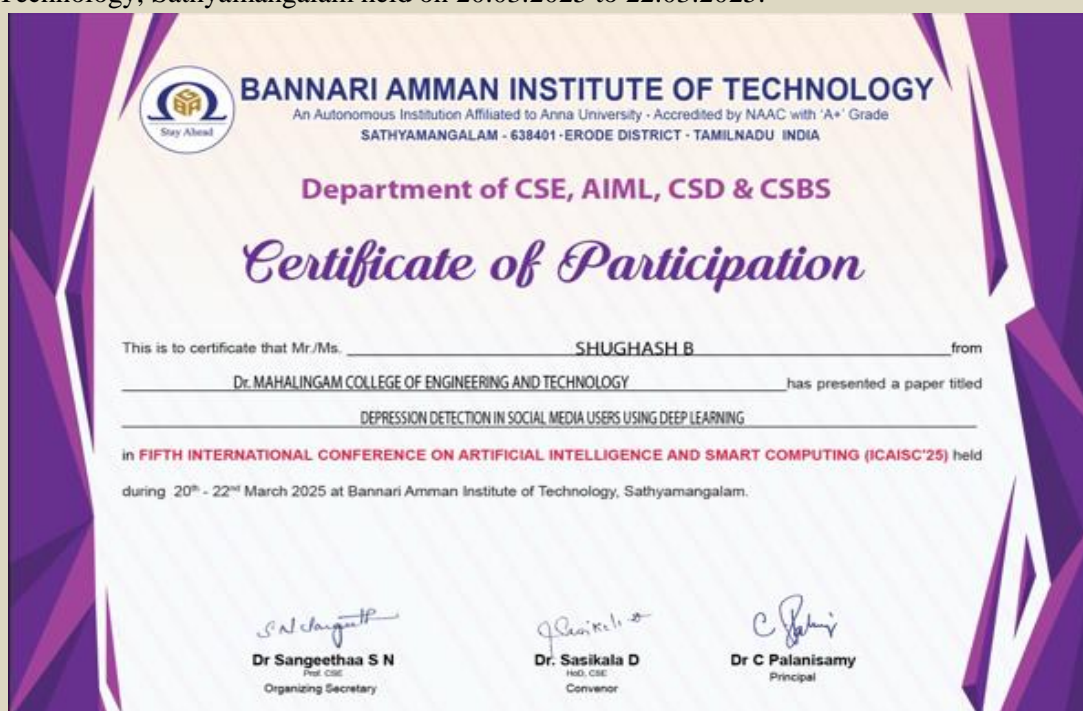 Technology, Sathyamangalam held on 20.03.2025 to 22.03.2025.
BANNARI AMMAN INSTITUTE OF TECHNOLOGY
An Autonomous Institution Affiliated to Anna University - Accredited by NAAC with 'A+' Grade
SATHYAMANGALAM - 638401 · ERODE DISTRICT · TAMILNADU INDIA
Stay Ahead
Department of CSE, AIML, CSD & CSBS
Certificate of Participation
This is to certificate that Mr./Ms. SHUGHASH B from
Dr. MAHALINGAM COLLEGE OF ENGINEERING AND TECHNOLOGY has presented a paper titled
DEPRESSION DETECTION IN SOCIAL MEDIA USERS USING DEEP LEARNING
in FIFTH INTERNATIONAL CONFERENCE ON ARTIFICIAL INTELLIGENCE AND SMART COMPUTING (ICAISC'25) held
during 20th - 22nd March 2025 at Bannari Amman Institute of Technology, Sathyamangalam.
Dr Sangeethaa S N
Prof. CSE
Organizing Secretary
Dr. Sasikala D
HoD, CSE
Convenor
Dr C Palanisamy
Principal